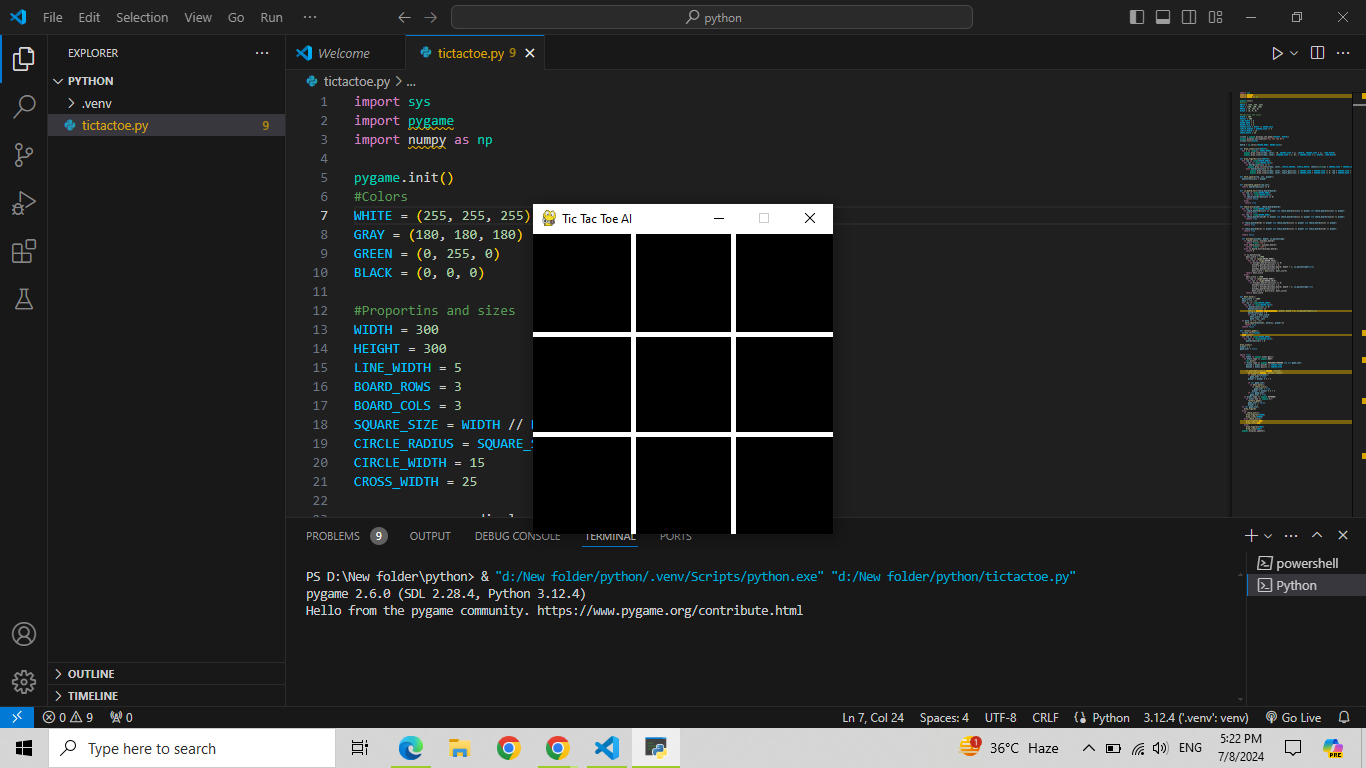 File Edit Selection View Go Run ··· python
EXPLORER ···
Welcome
tictactoe.py 9
PYTHON
tictactoe.py > ...
.venv
tictactoe.py 9
1 import sys
2 import pygame
3 import numpy as np
4
5 pygame.init()
6 #Colors
7 WHITE = (255, 255, 255)
8 GRAY = (180, 180, 180)
9 GREEN = (0, 255, 0)
10 BLACK = (0, 0, 0)
11
12 #Proportins and sizes
13 WIDTH = 300
14 HEIGHT = 300
15 LINE_WIDTH = 5
16 BOARD_ROWS = 3
17 BOARD_COLS = 3
18 SQUARE_SIZE = WIDTH //
19 CIRCLE_RADIUS = SQUARE_
20 CIRCLE_WIDTH = 15
21 CROSS_WIDTH = 25
22
Tic Tac Toe AI
PROBLEMS 9 OUTPUT DEBUG CONSOLE TERMINAL PORTS
PS D:\New folder\python> & "d:/New folder/python/.venv/Scripts/python.exe" "d:/New folder/python/tictactoe.py"
pygame 2.6.0 (SDL 2.28.4, Python 3.12.4)
Hello from the pygame community. https://www.pygame.org/contribute.html
powershell
Python
OUTLINE
TIMELINE
0 9 0 Ln 7, Col 24 Spaces: 4 UTF-8 CRLF Python 3.12.4 ('.venv': venv) Go Live
Type here to search
1 36°C Haze ENG
5:22 PM
7/8/2024
PRE